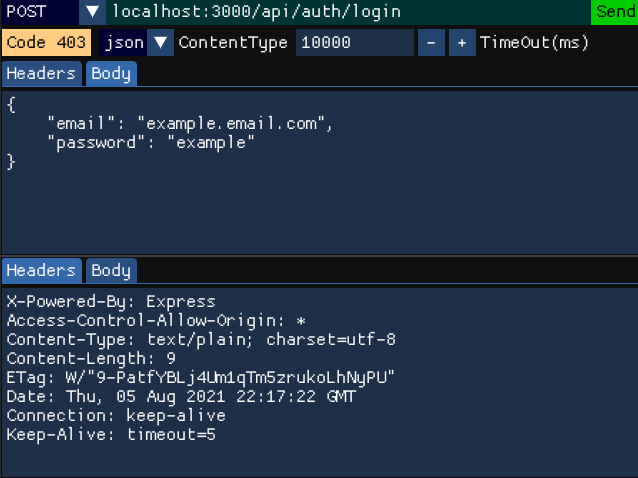 POST ▼ localhost:3000/api/auth/login Send
Code 403 json ▼ ContentType 10000 - + TimeOut(ms)
Headers Body
{
    "email": "example.email.com",
    "password": "example"
}
Headers Body
X-Powered-By: Express
Access-Control-Allow-Origin: *
Content-Type: text/plain; charset=utf-8
Content-Length: 9
ETag: W/"9-PatfYBLj4Um1qTm5zrukoLhNyPU"
Date: Thu, 05 Aug 2021 22:17:22 GMT
Connection: keep-alive
Keep-Alive: timeout=5